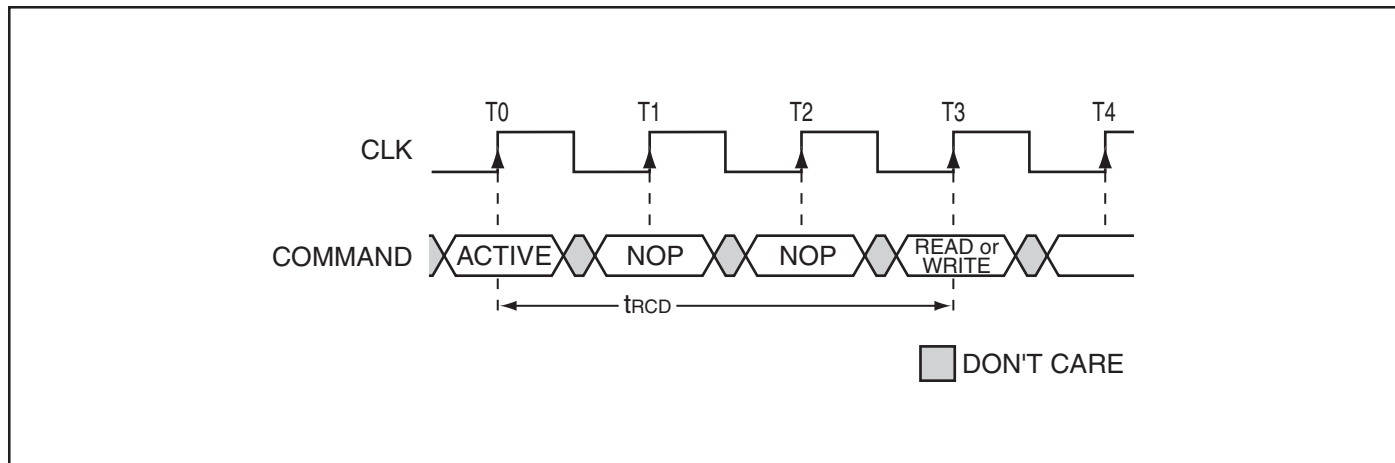 T0 T1 T2 T3 T4
CLK
COMMAND ACTIVE NOP NOP READ or
WRITE
tRCD
DON'T CARE